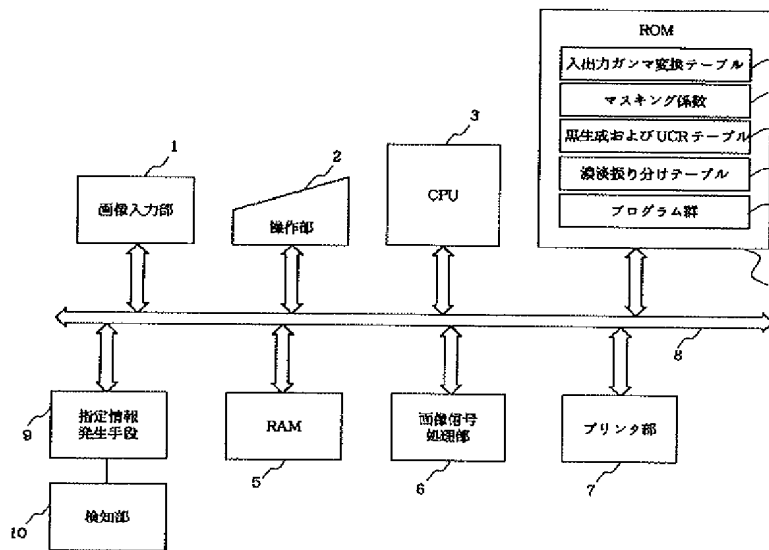 ROM
入出力ガンマ変換テーブル
マスキング係数
黒生成およびUCRテーブル
濃淡振り分けテーブル
プログラム群
1
画像入力部
2
操作部
3
CPU
8
9
指定情報
発生手段
10
検知部
RAM
5
画像信号
処理部
6
プリンタ部
7